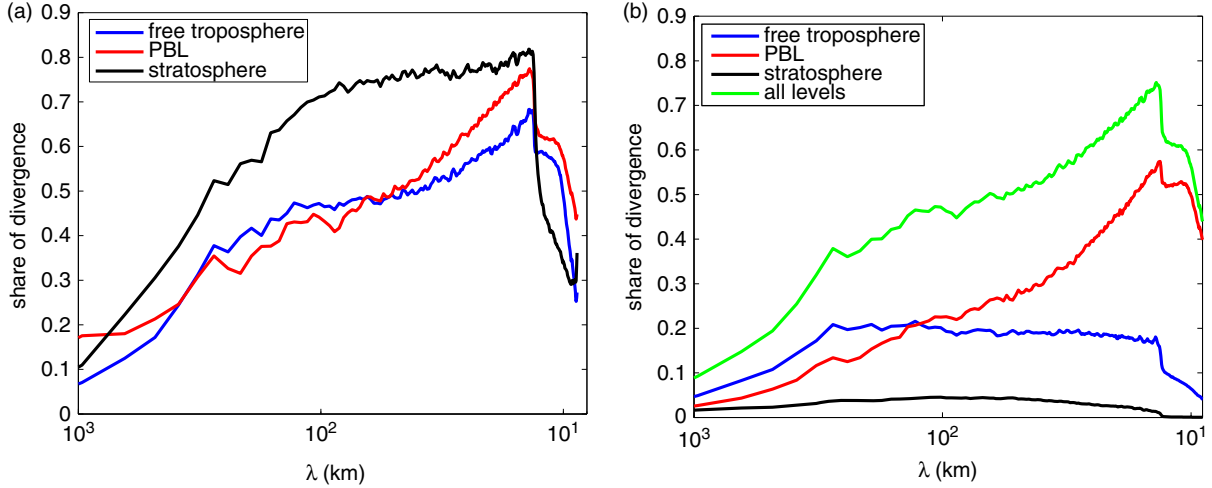 (a)
0.9
0.8
0.7
0.6
0.5
0.4
0.3
0.2
0.1
0
share of divergence
free troposphere
PBL
stratosphere
10³
10²
10¹
λ (km)
(b)
0.9
0.8
0.7
0.6
0.5
0.4
0.3
0.2
0.1
0
share of divergence
free troposphere
PBL
stratosphere
all levels
10³
10²
10¹
λ (km)